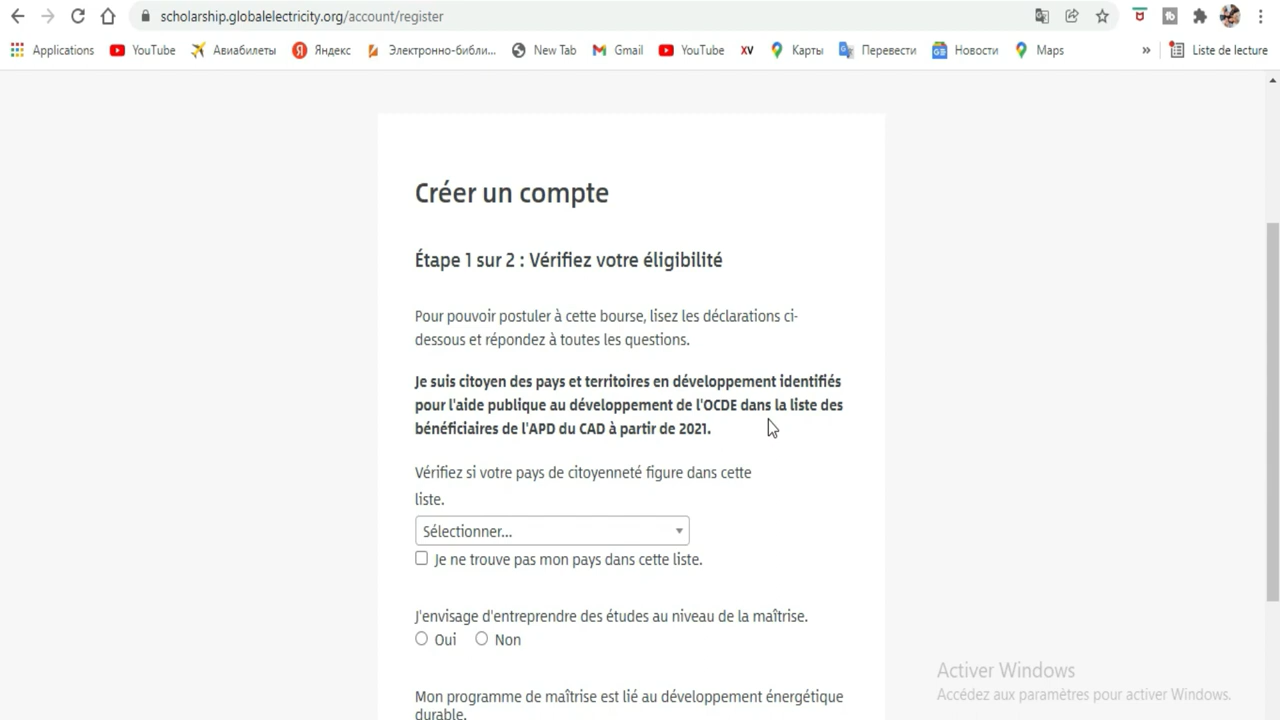 scholarship.globalelectricity.org/account/register
Applications YouTube Авиабилеты Яндекс Электронно-библи... New Tab Gmail YouTube XV Карты Перевести Новости Maps » Liste de lecture
Créer un compte
Étape 1 sur 2 : Vérifiez votre éligibilité
Pour pouvoir postuler à cette bourse, lisez les déclarations ci-
dessous et répondez à toutes les questions.
Je suis citoyen des pays et territoires en développement identifiés
pour l'aide publique au développement de l'OCDE dans la liste des
bénéficiaires de l'APD du CAD à partir de 2021.
Vérifiez si votre pays de citoyenneté figure dans cette
liste.
Sélectionner...
Je ne trouve pas mon pays dans cette liste.
J'envisage d'entreprendre des études au niveau de la maîtrise.
Oui Non
Mon programme de maîtrise est lié au développement énergétique
durable.
Activer Windows
Accédez aux paramètres pour activer Windows.